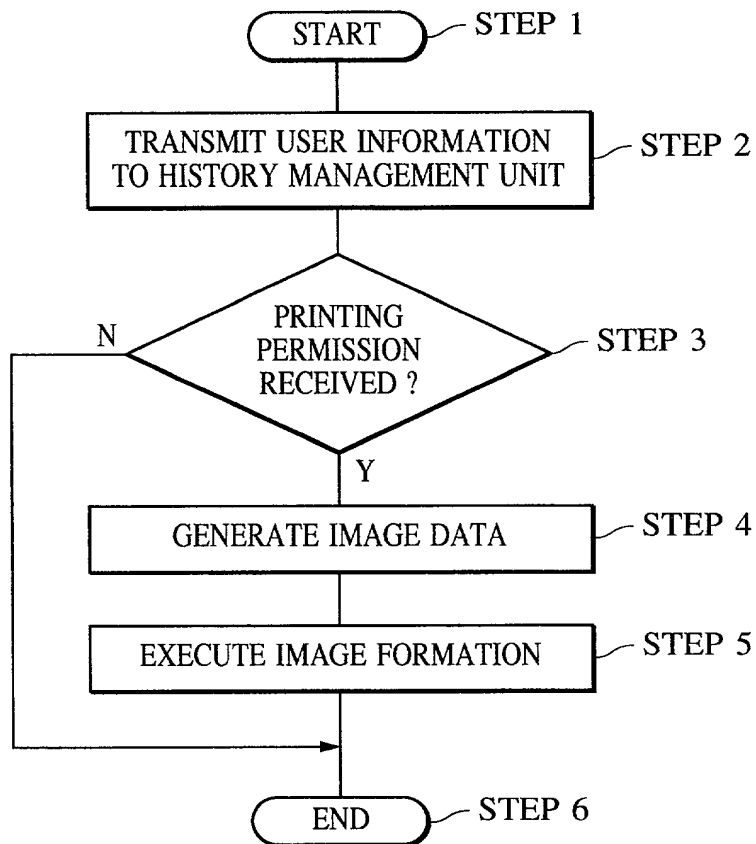 START
STEP 1
TRANSMIT USER INFORMATION
TO HISTORY MANAGEMENT UNIT
STEP 2
PRINTING
PERMISSION
RECEIVED ?
STEP 3
N
Y
GENERATE IMAGE DATA
STEP 4
EXECUTE IMAGE FORMATION
STEP 5
END
STEP 6